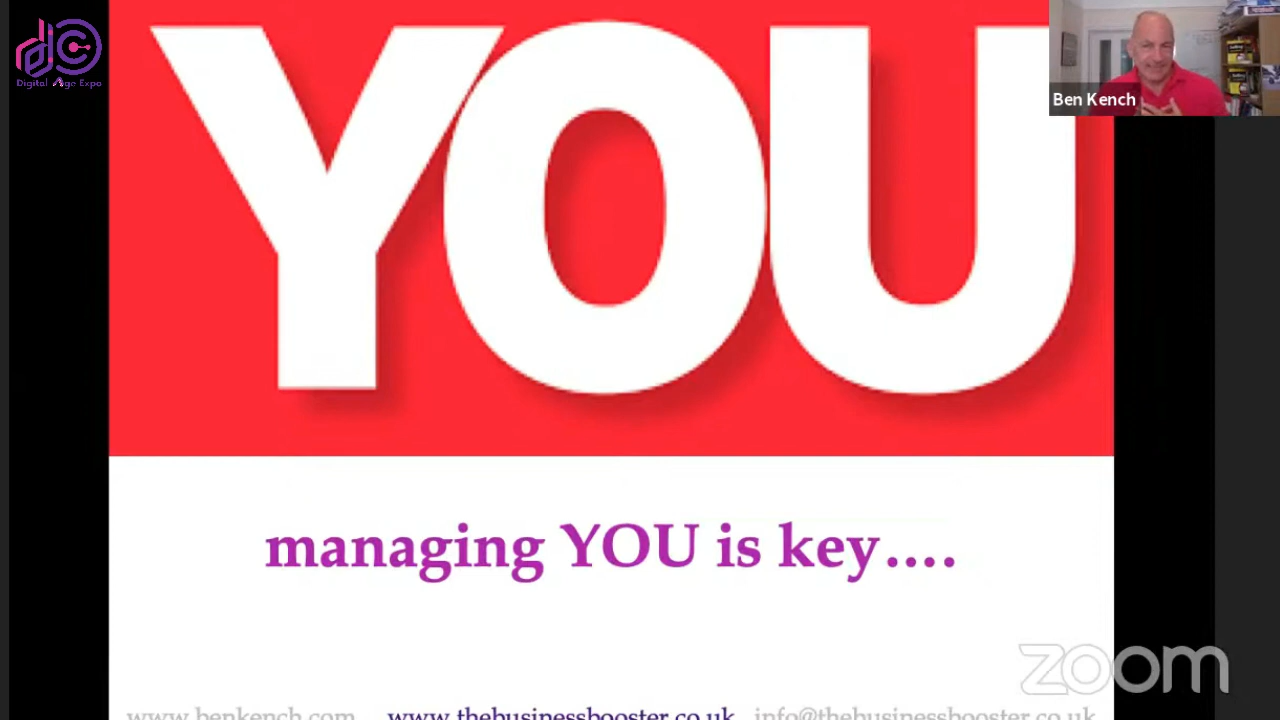 Digital Age Expo
YOU
Ben Kench
managing YOU is key....
zoom
www.benkench.com www.thebusinessbooster.co.uk info@thebusinessbooster.co.uk